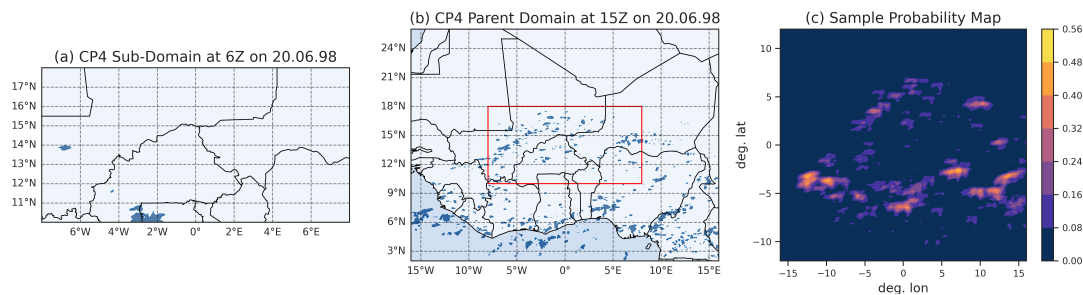 (a) CP4 Sub-Domain at 6Z on 20.06.98
17°N
16°N
15°N
14°N
13°N
12°N
11°N
6°W 4°W 2°W 0° 2°E 4°E 6°E
(b) CP4 Parent Domain at 15Z on 20.06.98
24°N
21°N
18°N
15°N
12°N
9°N
6°N
3°N
15°W 10°W 5°W 0° 5°E 10°E 15°E
(c) Sample Probability Map
deg. lat
10
5
0
−5
−10
−15 −10 −5 0 5 10 15
deg. lon
0.56
0.48
0.40
0.32
0.24
0.16
0.08
0.00